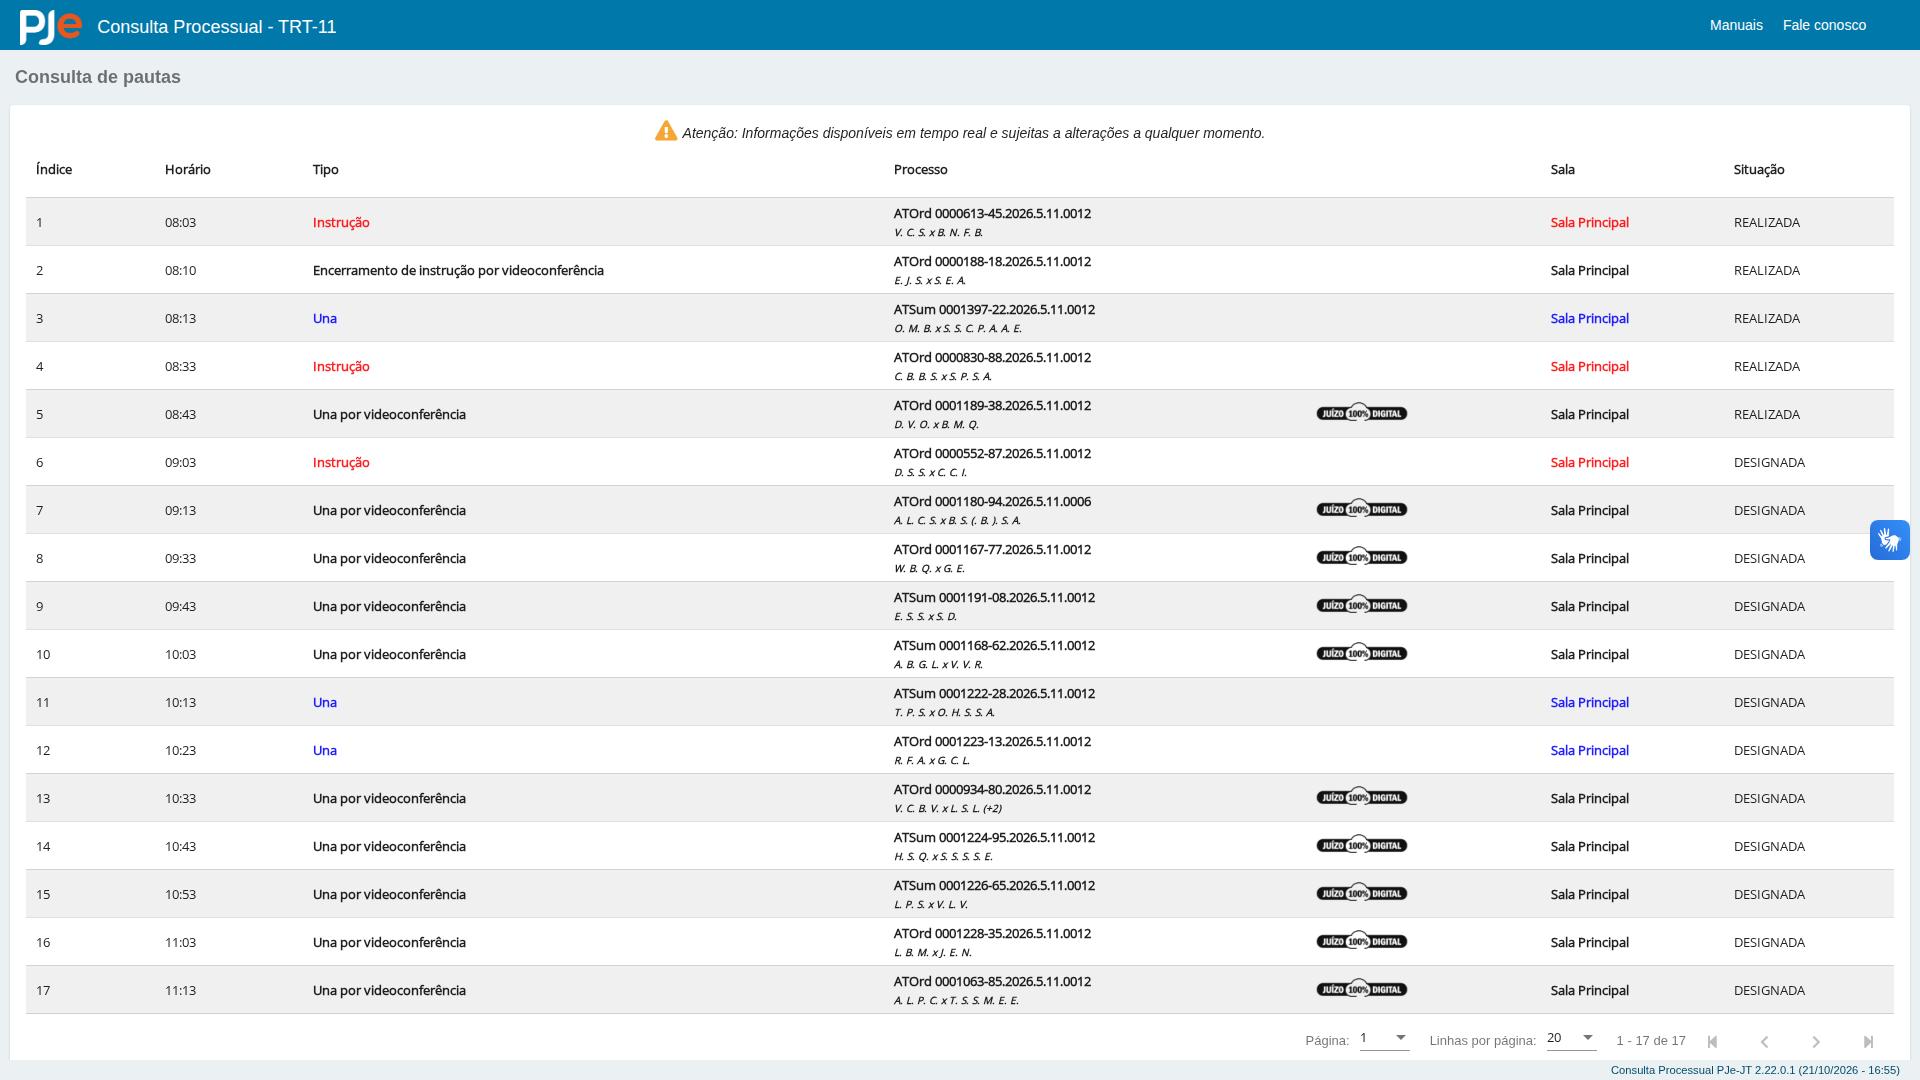 PJe Consulta Processual - TRT-11 Manuais Fale conosco
Consulta de pautas
Atenção: Informações disponíveis em tempo real e sujeitas a alterações a qualquer momento.
Índice Horário Tipo Processo Sala Situação
1 08:03 Instrução ATOrd 0000613-45.2026.5.11.0012 Sala Principal REALIZADA
V. C. S. x B. N. F. B.
2 08:10 Encerramento de instrução por videoconferência ATOrd 0000188-18.2026.5.11.0012 Sala Principal REALIZADA
E. J. S. x S. E. A.
3 08:13 Una ATSum 0001397-22.2026.5.11.0012 Sala Principal REALIZADA
O. M. B. x S. S. C. P. A. A. E.
4 08:33 Instrução ATOrd 0000830-88.2026.5.11.0012 Sala Principal REALIZADA
C. B. B. S. x S. P. S. A.
5 08:43 Una por videoconferência ATOrd 0001189-38.2026.5.11.0012 JUÍZO 100% DIGITAL Sala Principal REALIZADA
D. V. O. x B. M. Q.
6 09:03 Instrução ATOrd 0000552-87.2026.5.11.0012 Sala Principal DESIGNADA
D. S. S. x C. C. I.
7 09:13 Una por videoconferência ATOrd 0001180-94.2026.5.11.0006 JUÍZO 100% DIGITAL Sala Principal DESIGNADA
A. L. C. S. x B. S. (. B. ). S. A.
8 09:33 Una por videoconferência ATOrd 0001167-77.2026.5.11.0012 JUÍZO 100% DIGITAL Sala Principal DESIGNADA
W. B. Q. x G. E.
9 09:43 Una por videoconferência ATSum 0001191-08.2026.5.11.0012 JUÍZO 100% DIGITAL Sala Principal DESIGNADA
E. S. S. x S. D.
10 10:03 Una por videoconferência ATSum 0001168-62.2026.5.11.0012 JUÍZO 100% DIGITAL Sala Principal DESIGNADA
A. B. G. L. x V. V. R.
11 10:13 Una ATSum 0001222-28.2026.5.11.0012 Sala Principal DESIGNADA
T. P. S. x O. H. S. S. A.
12 10:23 Una ATOrd 0001223-13.2026.5.11.0012 Sala Principal DESIGNADA
R. F. A. x G. C. L.
13 10:33 Una por videoconferência ATOrd 0000934-80.2026.5.11.0012 JUÍZO 100% DIGITAL Sala Principal DESIGNADA
V. C. B. V. x L. S. L. (+2)
14 10:43 Una por videoconferência ATSum 0001224-95.2026.5.11.0012 JUÍZO 100% DIGITAL Sala Principal DESIGNADA
H. S. Q. x S. S. S. S. E.
15 10:53 Una por videoconferência ATSum 0001226-65.2026.5.11.0012 JUÍZO 100% DIGITAL Sala Principal DESIGNADA
L. P. S. x V. L. V.
16 11:03 Una por videoconferência ATOrd 0001228-35.2026.5.11.0012 JUÍZO 100% DIGITAL Sala Principal DESIGNADA
L. B. M. x J. E. N.
17 11:13 Una por videoconferência ATOrd 0001063-85.2026.5.11.0012 JUÍZO 100% DIGITAL Sala Principal DESIGNADA
A. L. P. C. x T. S. S. M. E. E.
Página: 1 Linhas por página: 20 1 - 17 de 17
Consulta Processual PJe-JT 2.22.0.1 (21/10/2026 - 16:55)